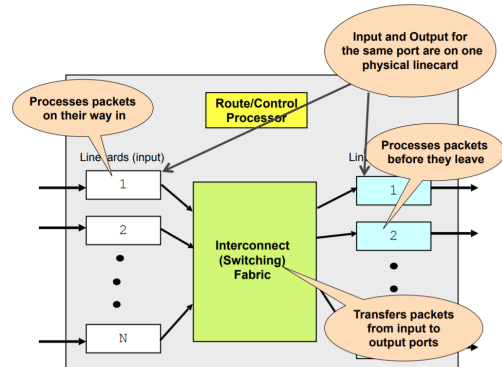 Input and Output for
the same port are on one
physical linecard
Processes packets
on their way in
Route/Control
Processor
(input)
Processes packets
before they leave
1
2
N
Interconnect
(Switching)
Fabric
1
2
Transfers packets
from input to
output ports